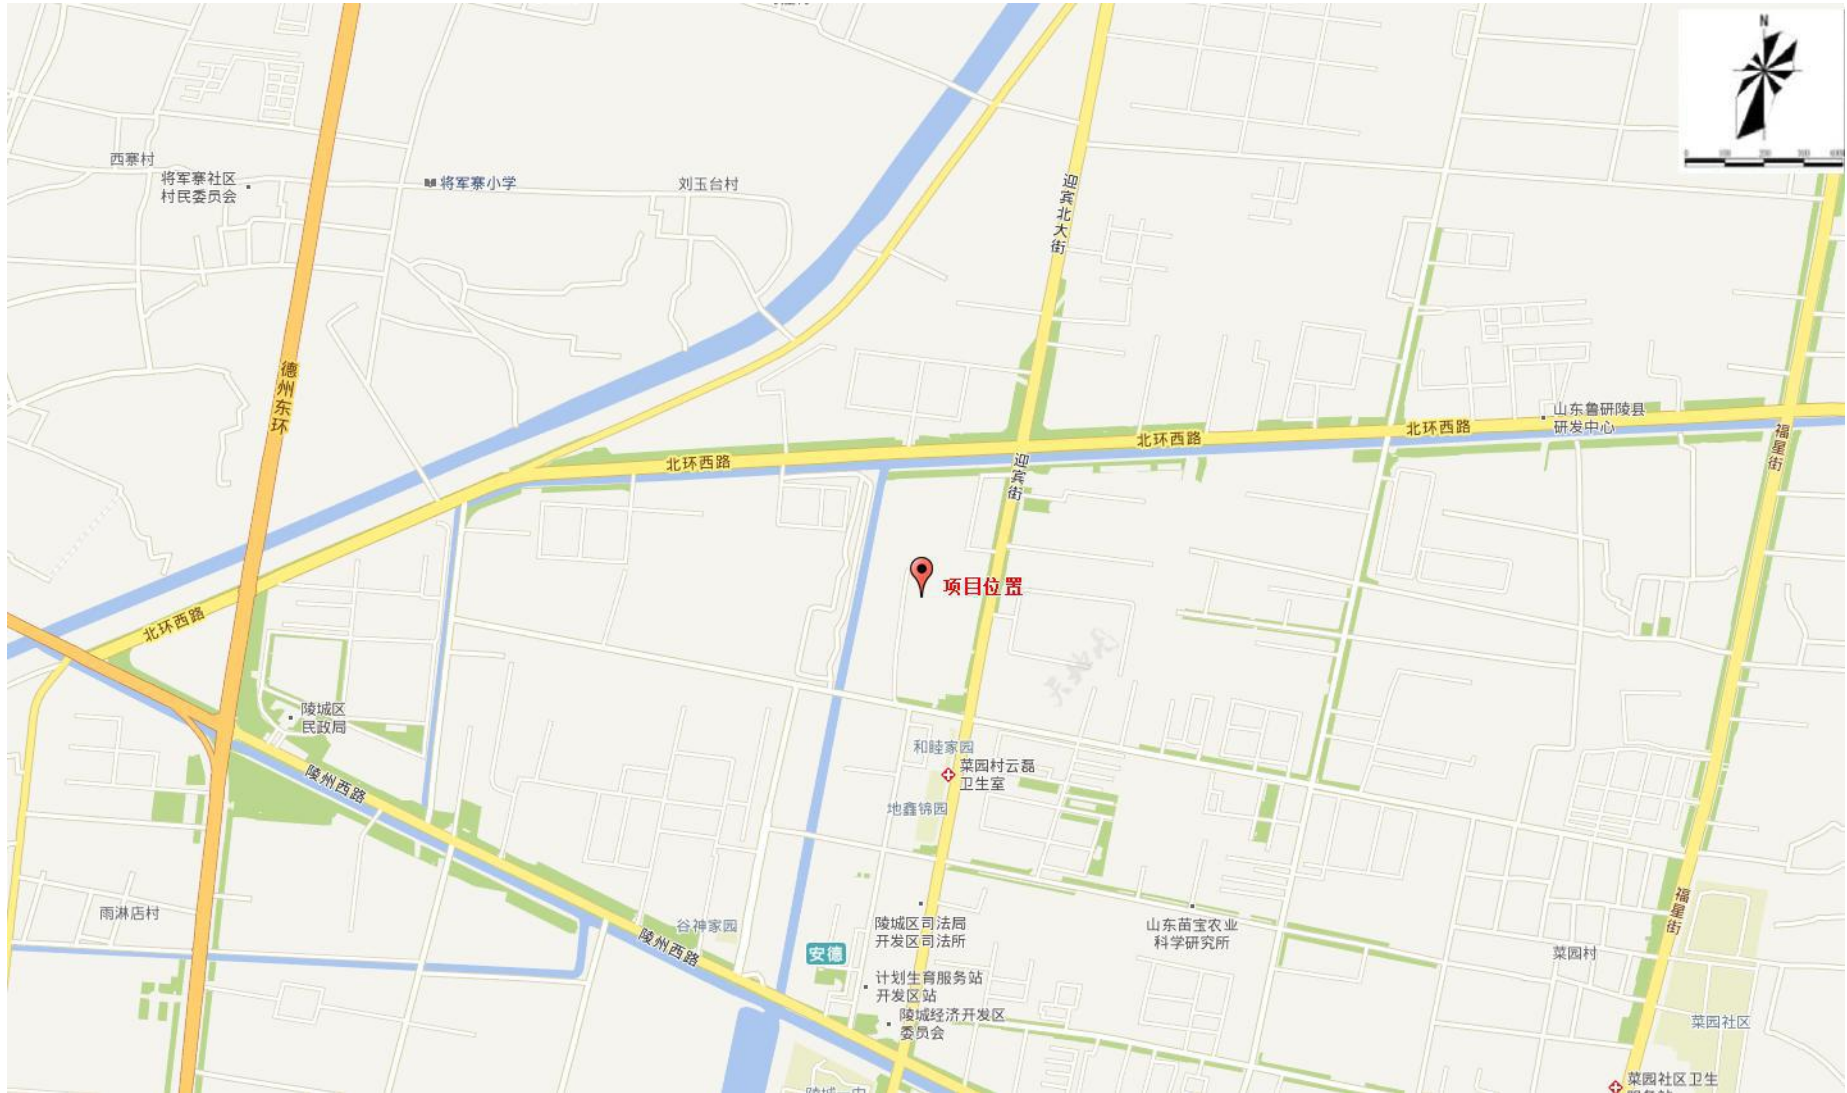 N
西寨村
将军寨社区
村民委员会
将军寨小学
刘玉台村
迎宾北大街
德州东环
山东鲁研陵县
研发中心
北环西路
北环西路
北环西路
福星街
迎宾街
项目位置
北环西路
天地图
陵城区
民政局
和睦家园
菜园村云磊
卫生室
陵州西路
地鑫锦园
雨淋店村
谷神家园
陵州西路
安德
陵城区司法局
开发区司法所
山东苗宝农业
科学研究所
福星街
菜园村
计划生育服务站
开发区站
陵城经济开发区
委员会
菜园社区
菜园社区卫生